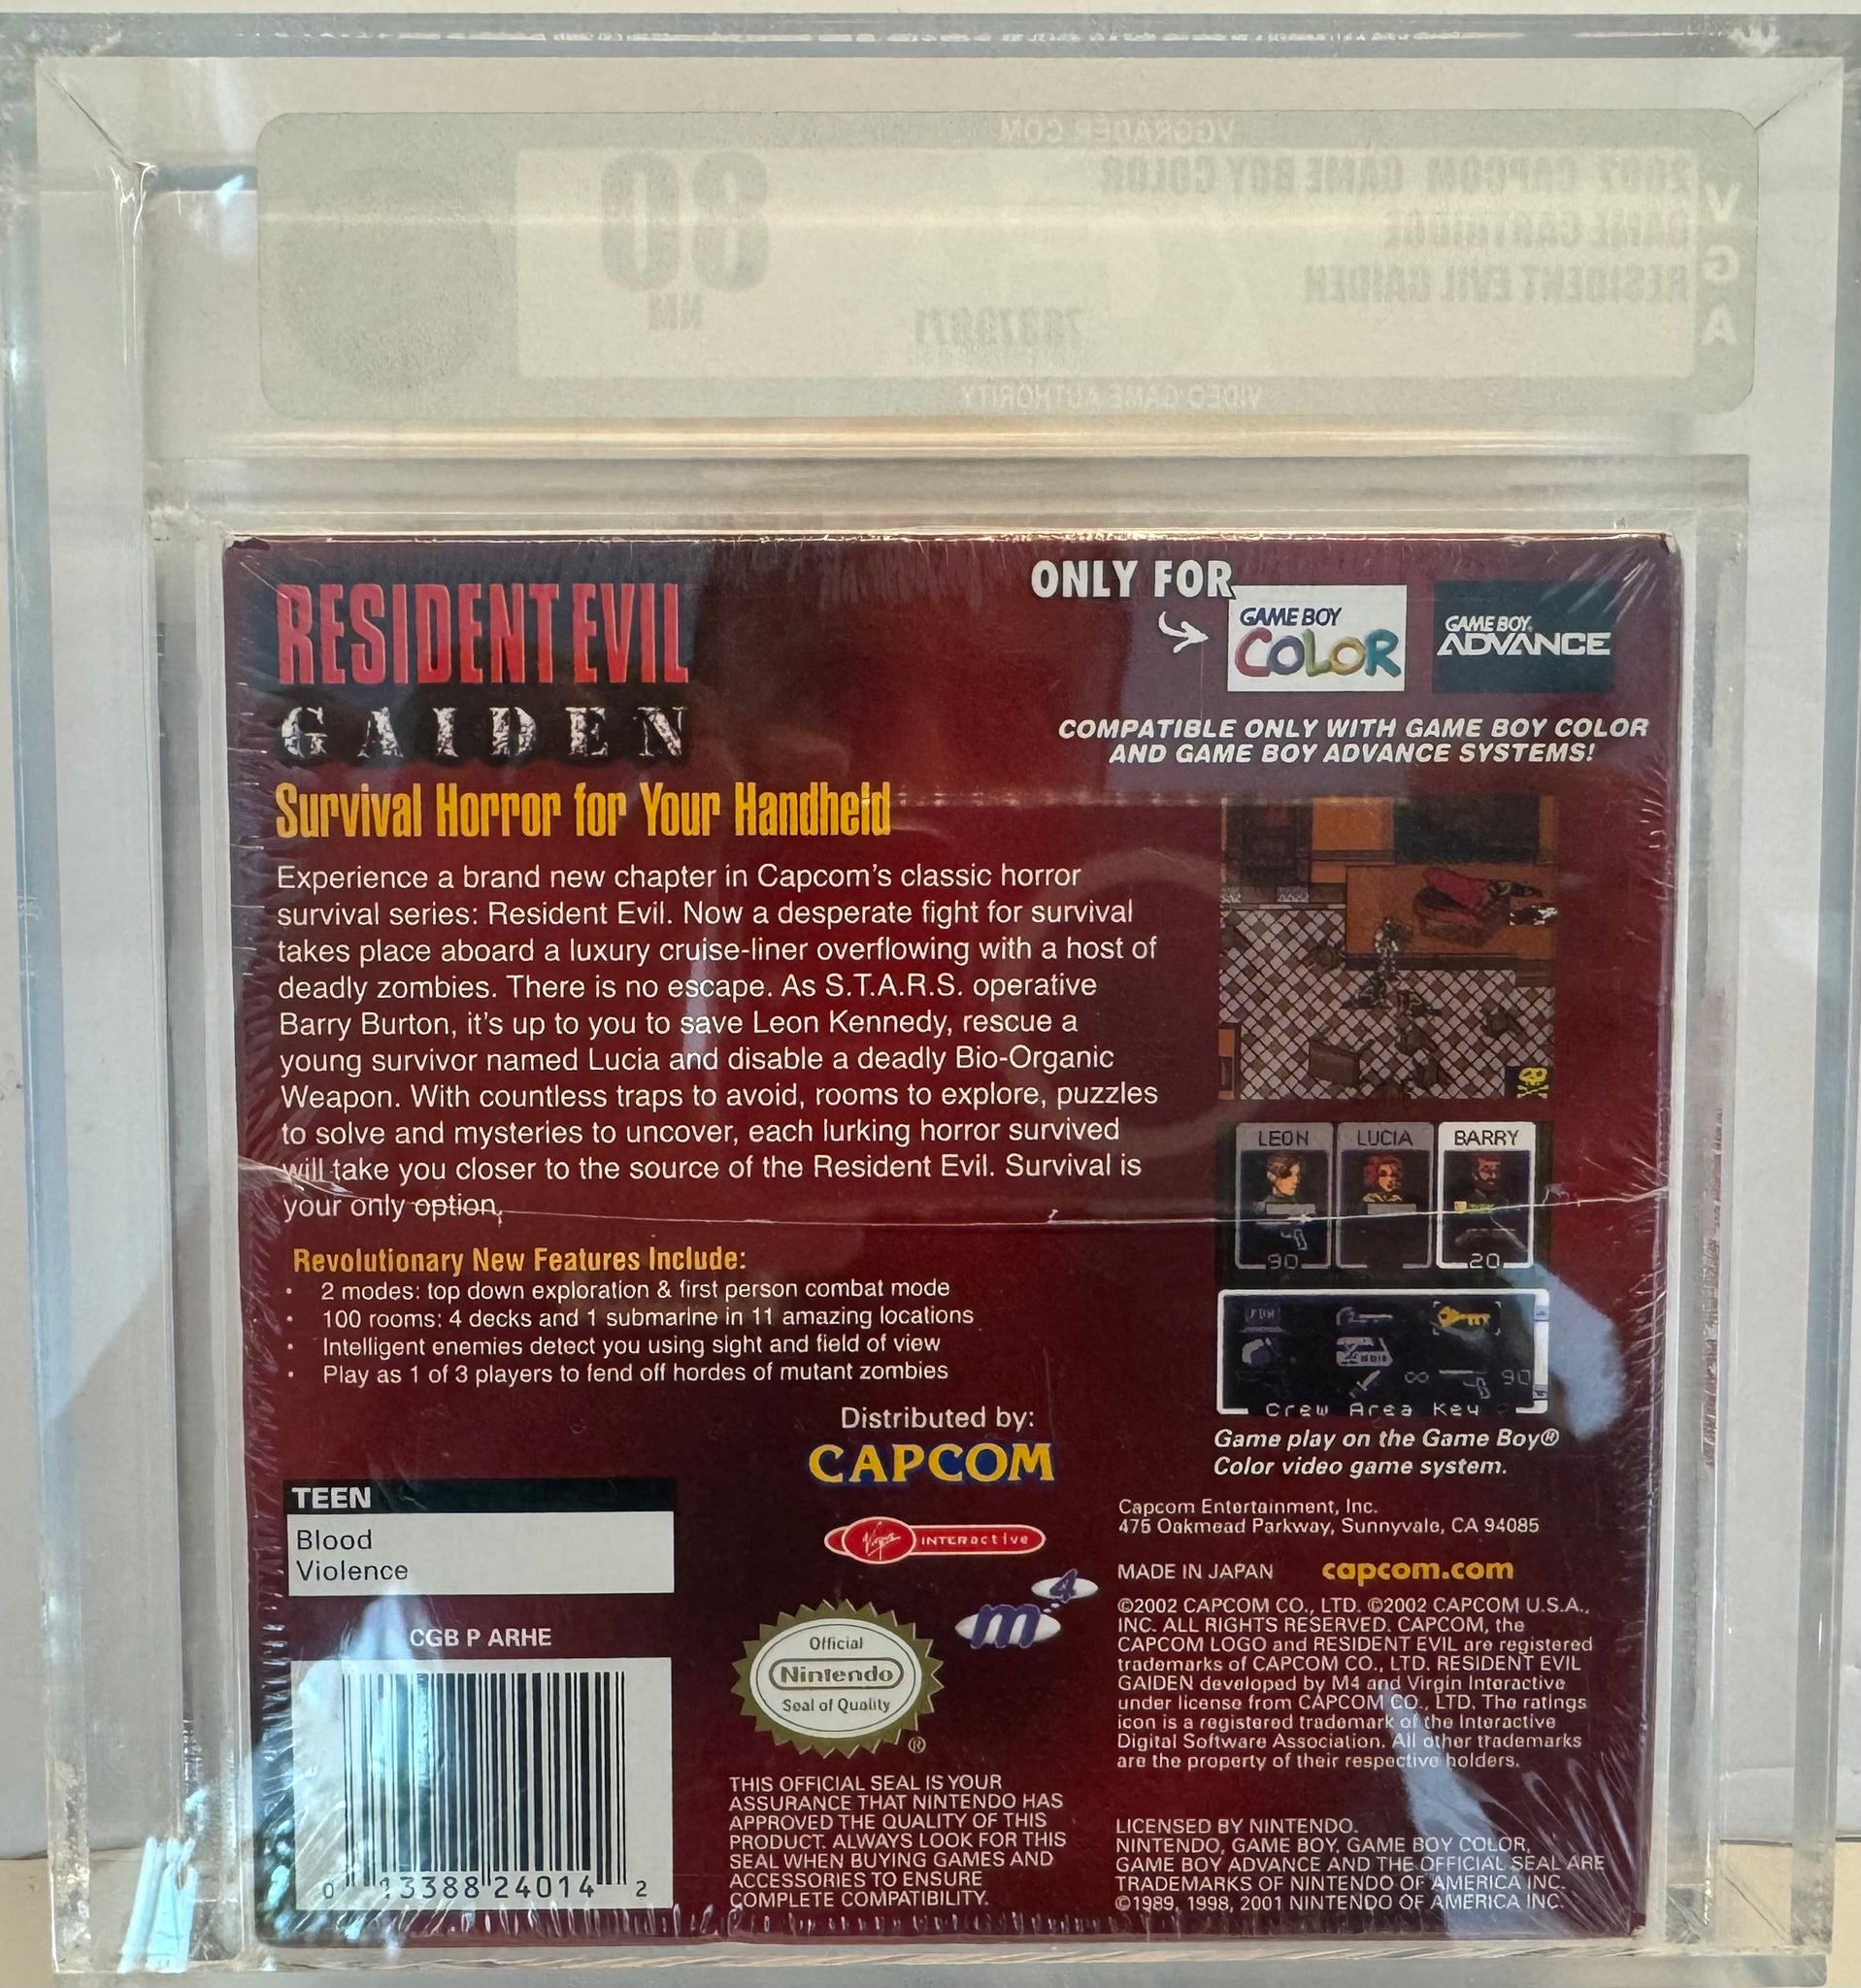 VGGRADER.COM
2002 CAPCOM GAME BOY COLOR
GAME CARTRIDGE
RESIDENT EVIL GAIDEN
80
NM
VGA
VIDEO GAME AUTHORITY
RESIDENT EVIL
GAIDEN
ONLY FOR
GAME BOY
COLOR
GAME BOY
ADVANCE
COMPATIBLE ONLY WITH GAME BOY COLOR
AND GAME BOY ADVANCE SYSTEMS!
Survival Horror for Your Handheld
Experience a brand new chapter in Capcom's classic horror
survival series: Resident Evil. Now a desperate fight for survival
takes place aboard a luxury cruise-liner overflowing with a host of
deadly zombies. There is no escape. As S.T.A.R.S. operative
Barry Burton, it's up to you to save Leon Kennedy, rescue a
young survivor named Lucia and disable a deadly Bio-Organic
Weapon. With countless traps to avoid, rooms to explore, puzzles
to solve and mysteries to uncover, each lurking horror survived
will take you closer to the source of the Resident Evil. Survival is
your only option.
LEON LUCIA BARRY
90 20
Revolutionary New Features Include:
· 2 modes: top down exploration & first person combat mode
· 100 rooms: 4 decks and 1 submarine in 11 amazing locations
· Intelligent enemies detect you using sight and field of view
· Play as 1 of 3 players to fend off hordes of mutant zombies
∞ 90
Crew Area Key
Game play on the Game Boy®
Color video game system.
Distributed by:
CAPCOM
Virgin INTERactive
m4
TEEN
Blood
Violence
CGB P ARHE
0 13388 24014 2
Official
Nintendo
Seal of Quality
®
THIS OFFICIAL SEAL IS YOUR
ASSURANCE THAT NINTENDO HAS
APPROVED THE QUALITY OF THIS
PRODUCT. ALWAYS LOOK FOR THIS
SEAL WHEN BUYING GAMES AND
ACCESSORIES TO ENSURE
COMPLETE COMPATIBILITY.
Capcom Entertainment, Inc.
475 Oakmead Parkway, Sunnyvale, CA 94085
MADE IN JAPAN capcom.com
©2002 CAPCOM CO., LTD. ©2002 CAPCOM U.S.A.,
INC. ALL RIGHTS RESERVED. CAPCOM, the
CAPCOM LOGO and RESIDENT EVIL are registered
trademarks of CAPCOM CO., LTD. RESIDENT EVIL
GAIDEN developed by M4 and Virgin Interactive
under license from CAPCOM CO., LTD. The ratings
icon is a registered trademark of the Interactive
Digital Software Association. All other trademarks
are the property of their respective holders.
LICENSED BY NINTENDO.
NINTENDO, GAME BOY, GAME BOY COLOR,
GAME BOY ADVANCE AND THE OFFICIAL SEAL ARE
TRADEMARKS OF NINTENDO OF AMERICA INC.
©1989, 1998, 2001 NINTENDO OF AMERICA INC.